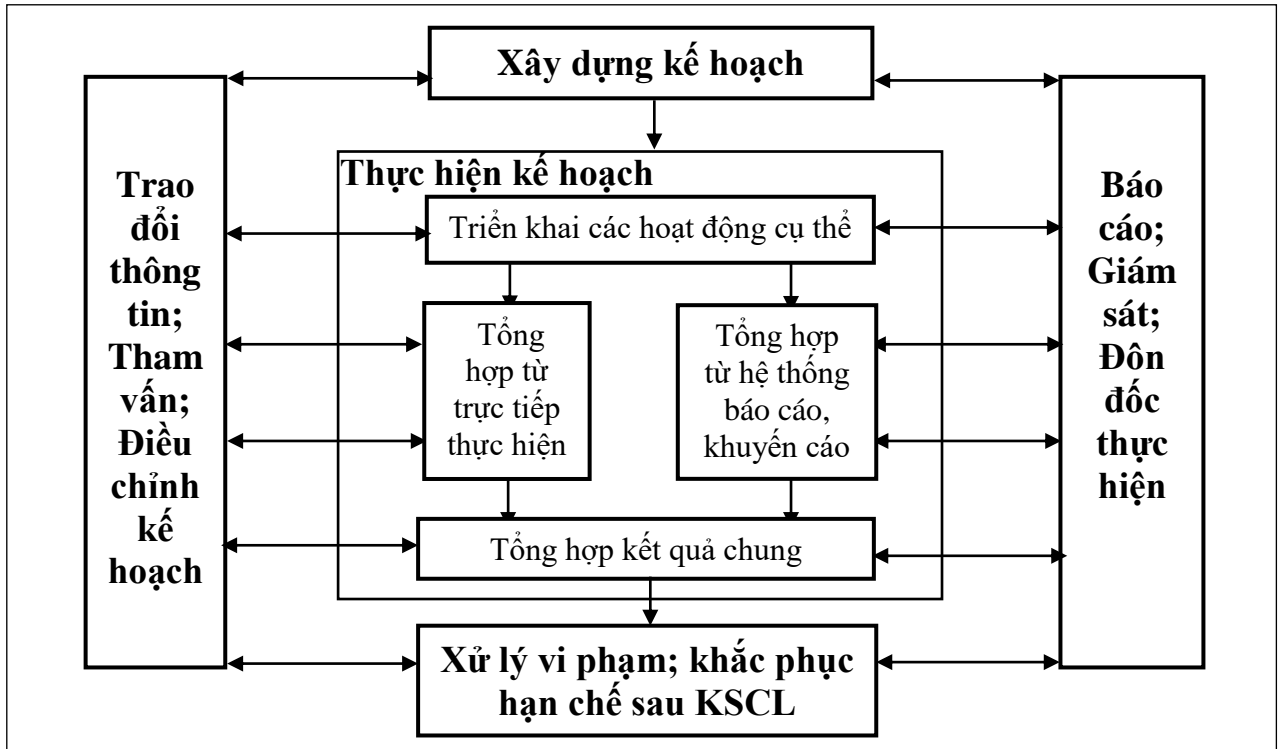 Xây dựng kế hoạch
Trao
đổi
thông
tin;
Tham
vấn;
Điều
chỉnh
kế
hoạch
Thực hiện kế hoạch
Triển khai các hoạt động cụ thể
Tổng
hợp từ
trực tiếp
thực hiện
Tổng hợp
từ hệ thống
báo cáo,
khuyến cáo
Tổng hợp kết quả chung
Báo
cáo;
Giám
sát;
Đôn
đốc
thực
hiện
Xử lý vi phạm; khắc phục
hạn chế sau KSCL